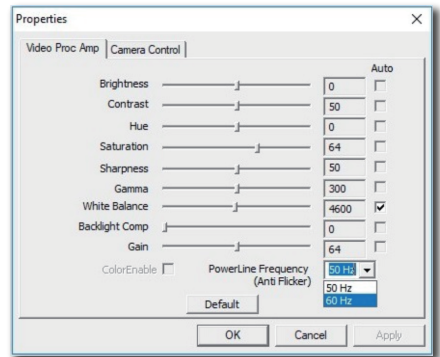 Properties
Video Proc Amp Camera Control
Auto
Brightness 0
Contrast 50
Hue 0
Saturation 64
Sharpness 50
Gamma 300
White Balance 4600
Backlight Comp 0
Gain 64
ColorEnable PowerLine Frequency 50 Hz
(Anti Flicker)
50 Hz
60 Hz
Default
OK Cancel Apply